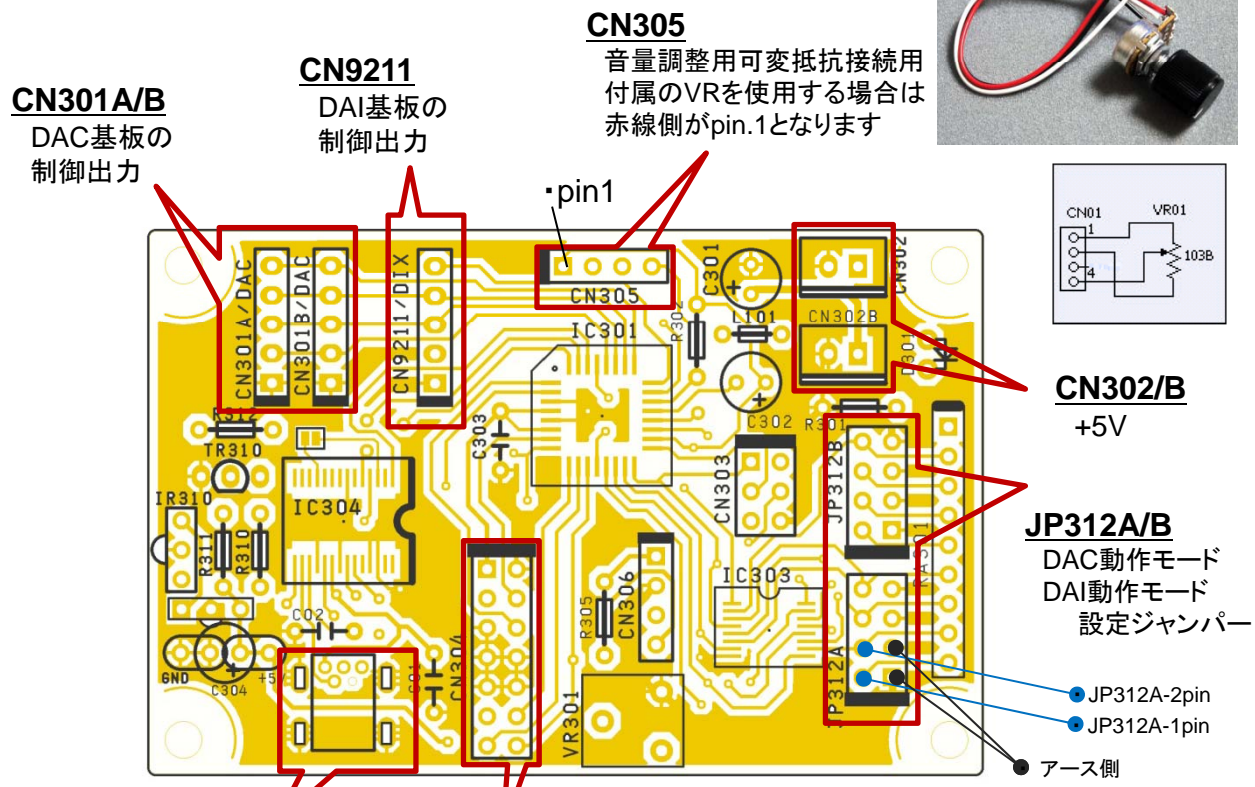 CN305
音量調整用可変抵抗接続用
付属のVRを使用する場合は
赤線側がpin.1となります
CN9211
DAI基板の
制御出力
CN301A/B
DAC基板の
制御出力
・pin1
CN01
VR01
1
4
103B
CN301A/DAC
CN301B/DAC
CN9211/DIX
CN305
C301
CN302
CN302B
L101
R302
D301
IC301
C302
R301
CN302/B
+5V
R312
TR310
IR310
R311
R310
IC304
C303
CN303
JP312B
RA301
JP312A/B
DAC動作モード
DAI動作モード
設定ジャンパー
IC303
CN306
R305
CN304
C02
C01
GND
C304
+5V
VR301
JP312A
JP312A-2pin
JP312A-1pin
アース側